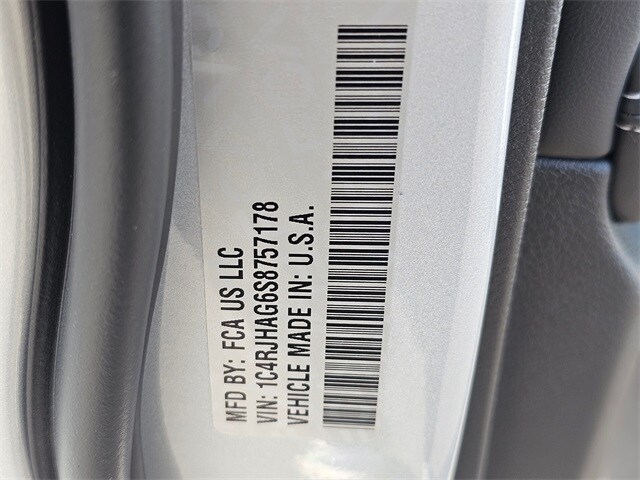 MFD BY: FCA US LLC
VIN: 1C4RJHAG6S8757178
VEHICLE MADE IN: U.S.A.